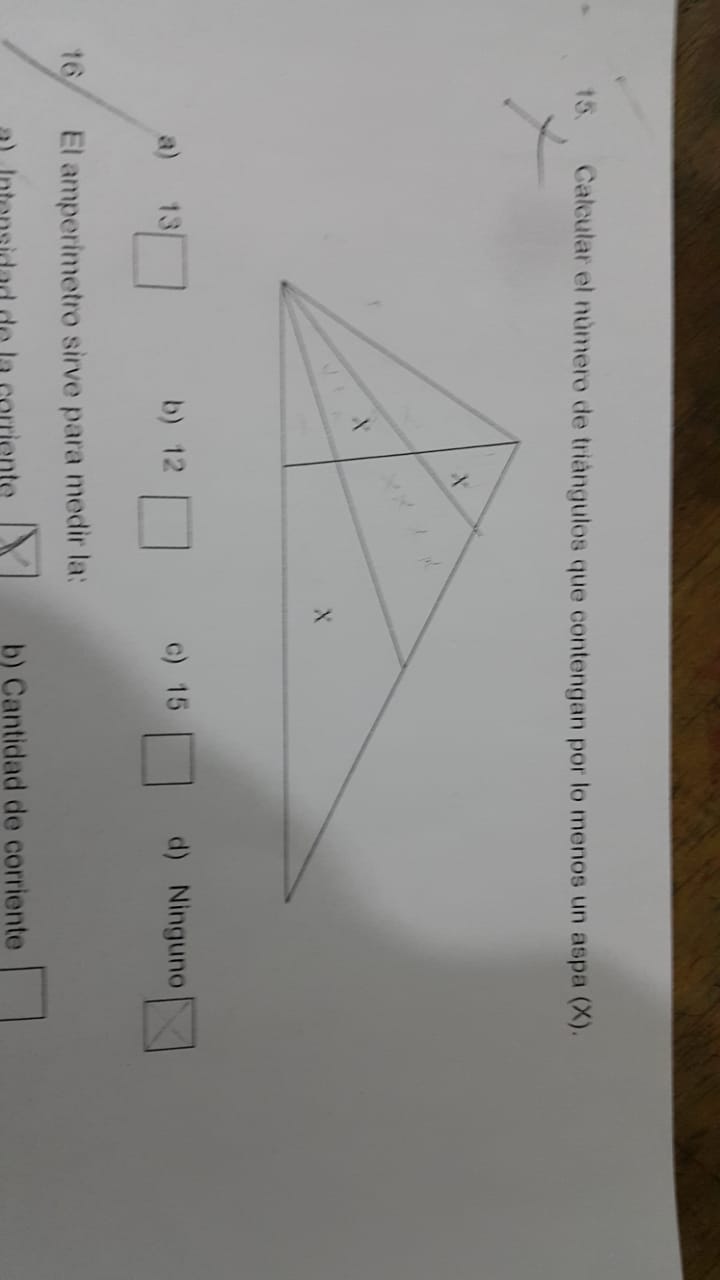 15. Calcular el número de triángulos que contengan por lo menos un aspa (X).
X
X
X
a) 13 b) 12 c) 15 d) Ninguno
16 El amperímetro sirve para medir la:
a) Intensidad de la corriente b) Cantidad de corriente